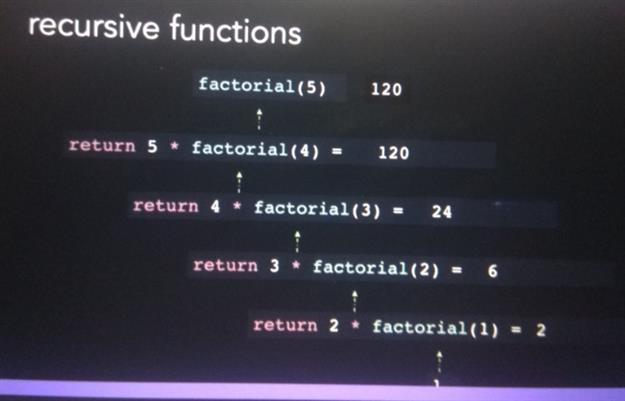 recursive functions
factorial(5) 120
return 5 * factorial(4) = 120
return 4 * factorial(3) = 24
return 3 * factorial(2) = 6
return 2 * factorial(1) = 2